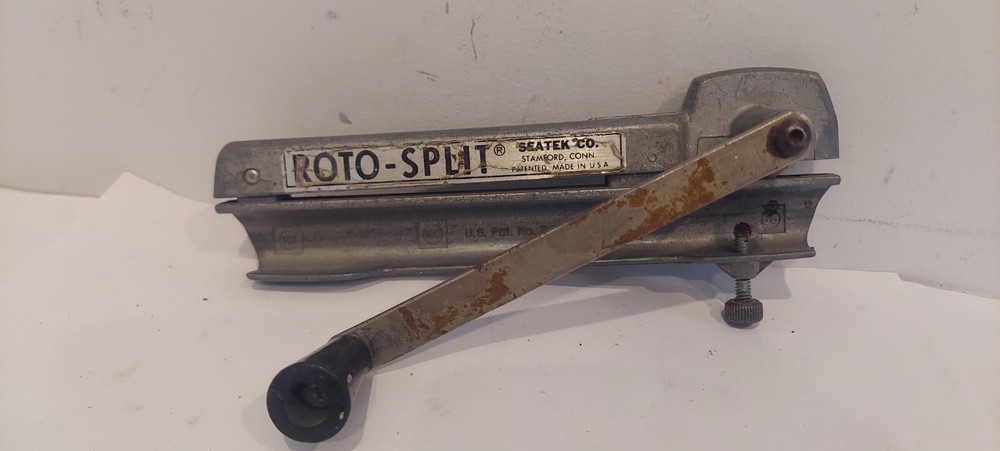 ROTO-SPLIT®
SEATEK CO.
STAMFORD, CONN.
PATENTED. MADE IN U S A
U.S. Pat. No.